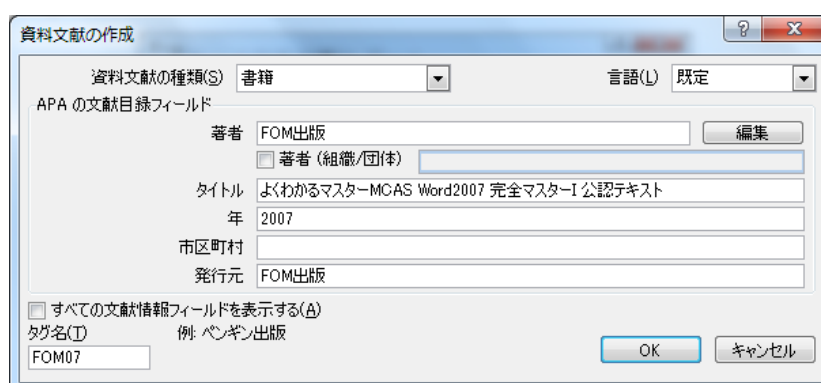 資料文献の作成
資料文献の種類(S) 書籍 言語(L) 既定
APA の文献目録フィールド
著者 FOM出版 編集
著者 (組織/団体)
タイトル よくわかるマスターMCAS Word2007 完全マスターI 公認テキスト
年 2007
市区町村
発行元 FOM出版
すべての文献情報フィールドを表示する(A)
タグ名(T) 例: ペンギン出版
FOM07 OK キャンセル